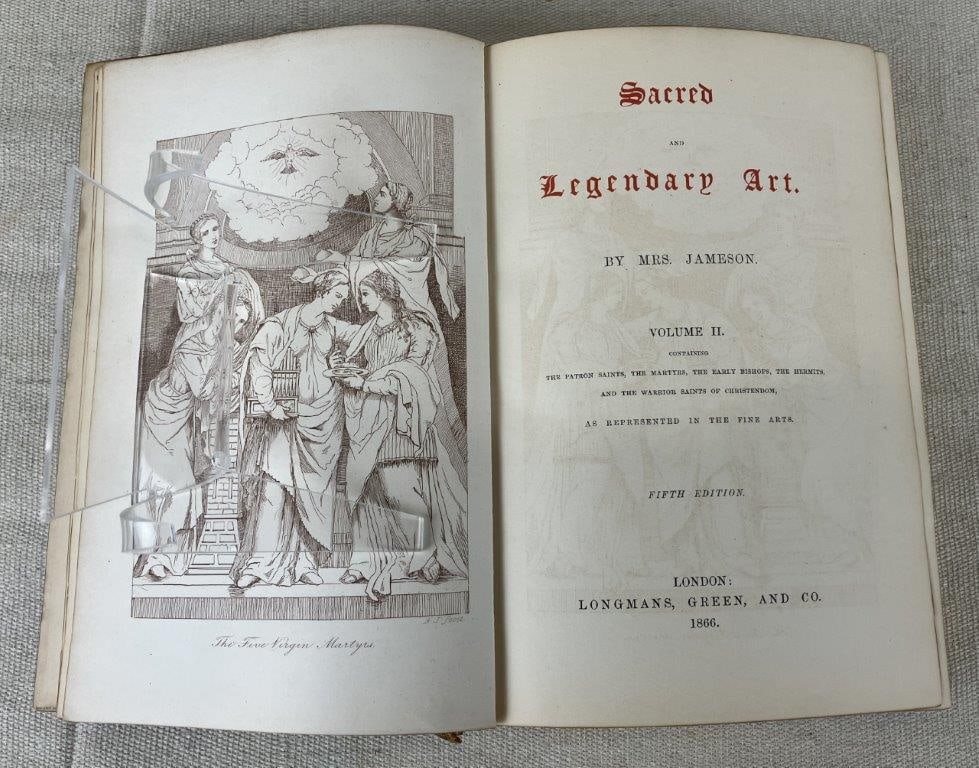 The Five Virgin Martyrs
Sacred
AND
Legendary Art.
BY MRS. JAMESON.
VOLUME II.
CONTAINING
THE PATRON SAINTS, THE MARTYRS, THE EARLY BISHOPS, THE HERMITS,
AND THE WARRIOR SAINTS OF CHRISTENDOM,
AS REPRESENTED IN THE FINE ARTS.
FIFTH EDITION.
LONDON:
LONGMANS, GREEN, AND CO.
1866.